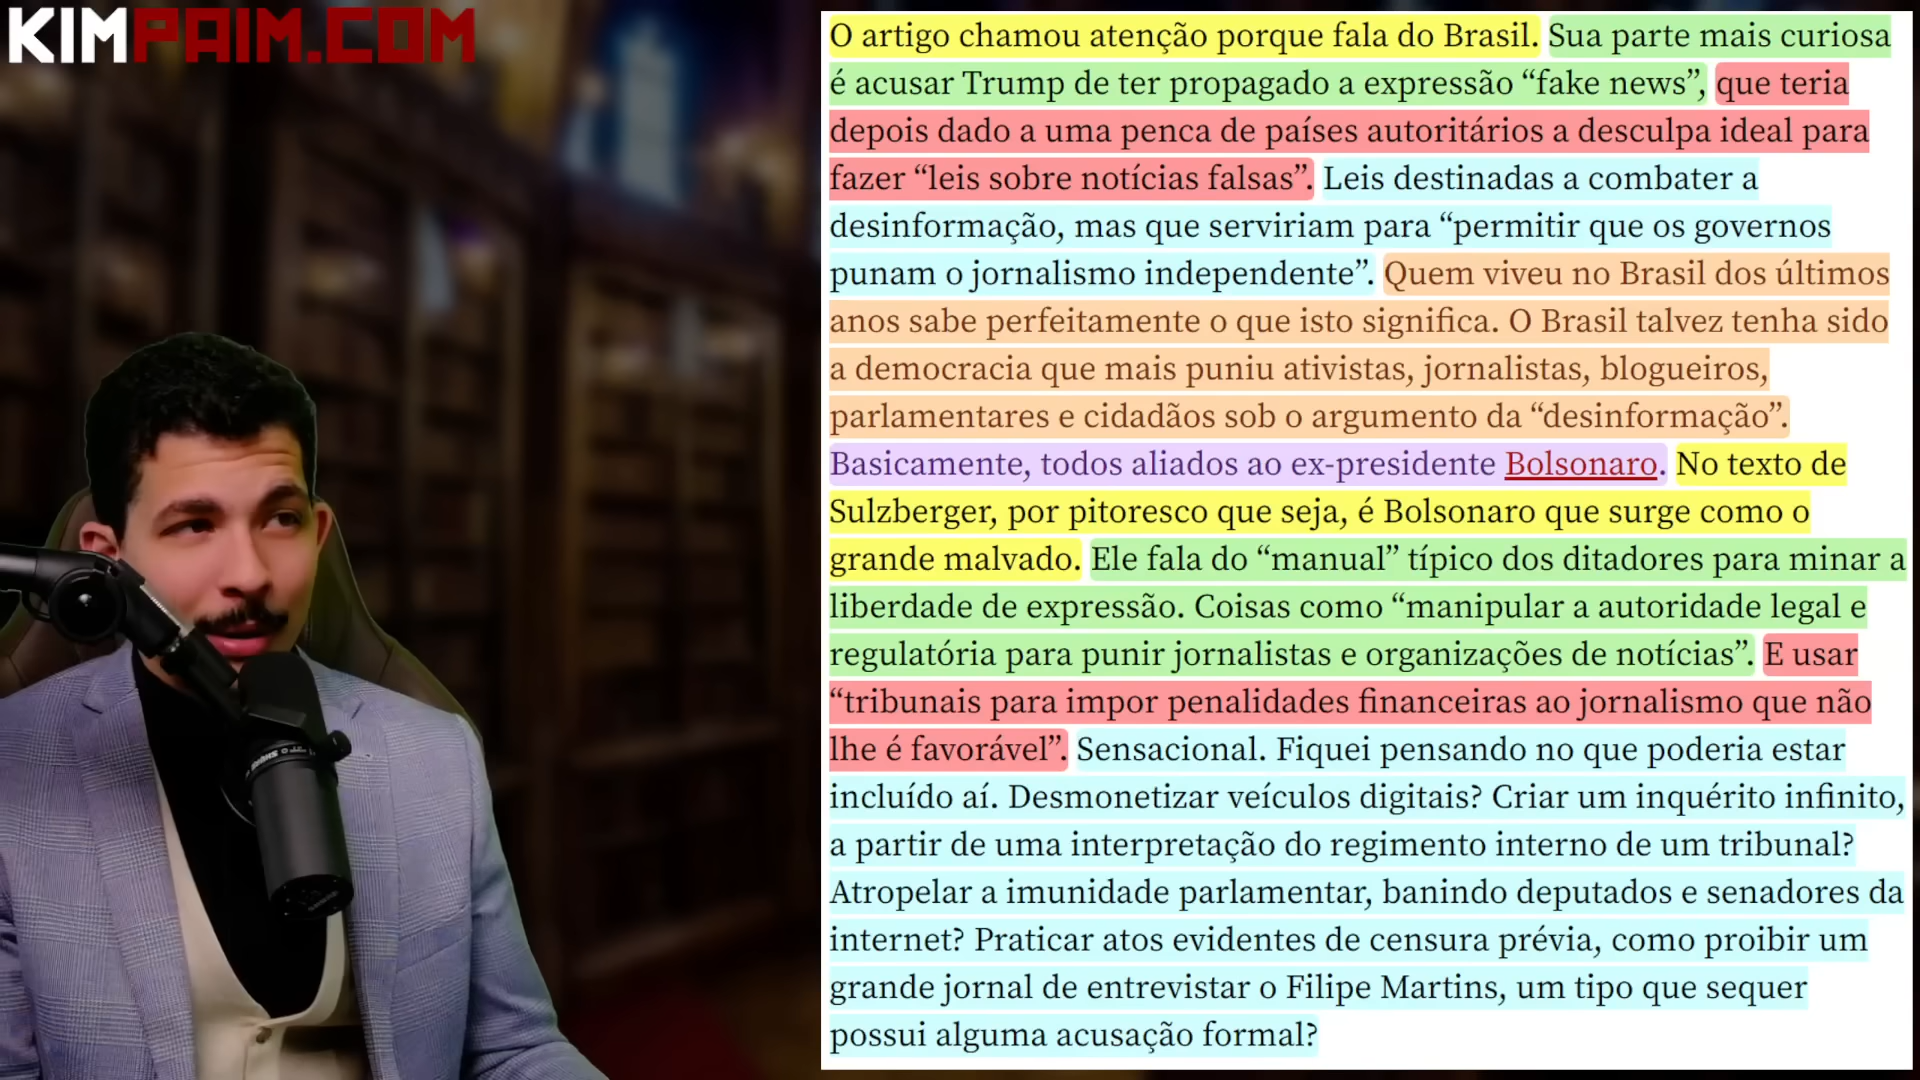 KIMPAIM.COM
O artigo chamou atenção porque fala do Brasil. Sua parte mais curiosa
é acusar Trump de ter propagado a expressão “fake news”, que teria
depois dado a uma penca de países autoritários a desculpa ideal para
fazer “leis sobre notícias falsas”. Leis destinadas a combater a
desinformação, mas que serviriam para “permitir que os governos
punam o jornalismo independente”. Quem viveu no Brasil dos últimos
anos sabe perfeitamente o que isto significa. O Brasil talvez tenha sido
a democracia que mais puniu ativistas, jornalistas, blogueiros,
parlamentares e cidadãos sob o argumento da “desinformação”.
Basicamente, todos aliados ao ex-presidente Bolsonaro. No texto de
Sulzberger, por pitoresco que seja, é Bolsonaro que surge como o
grande malvado. Ele fala do “manual” típico dos ditadores para minar a
liberdade de expressão. Coisas como “manipular a autoridade legal e
regulatória para punir jornalistas e organizações de notícias”. E usar
“tribunais para impor penalidades financeiras ao jornalismo que não
lhe é favorável”. Sensacional. Fiquei pensando no que poderia estar
incluído aí. Desmonetizar veículos digitais? Criar um inquérito infinito,
a partir de uma interpretação do regimento interno de um tribunal?
Atropelar a imunidade parlamentar, banindo deputados e senadores da
internet? Praticar atos evidentes de censura prévia, como proibir um
grande jornal de entrevistar o Filipe Martins, um tipo que sequer
possui alguma acusação formal?